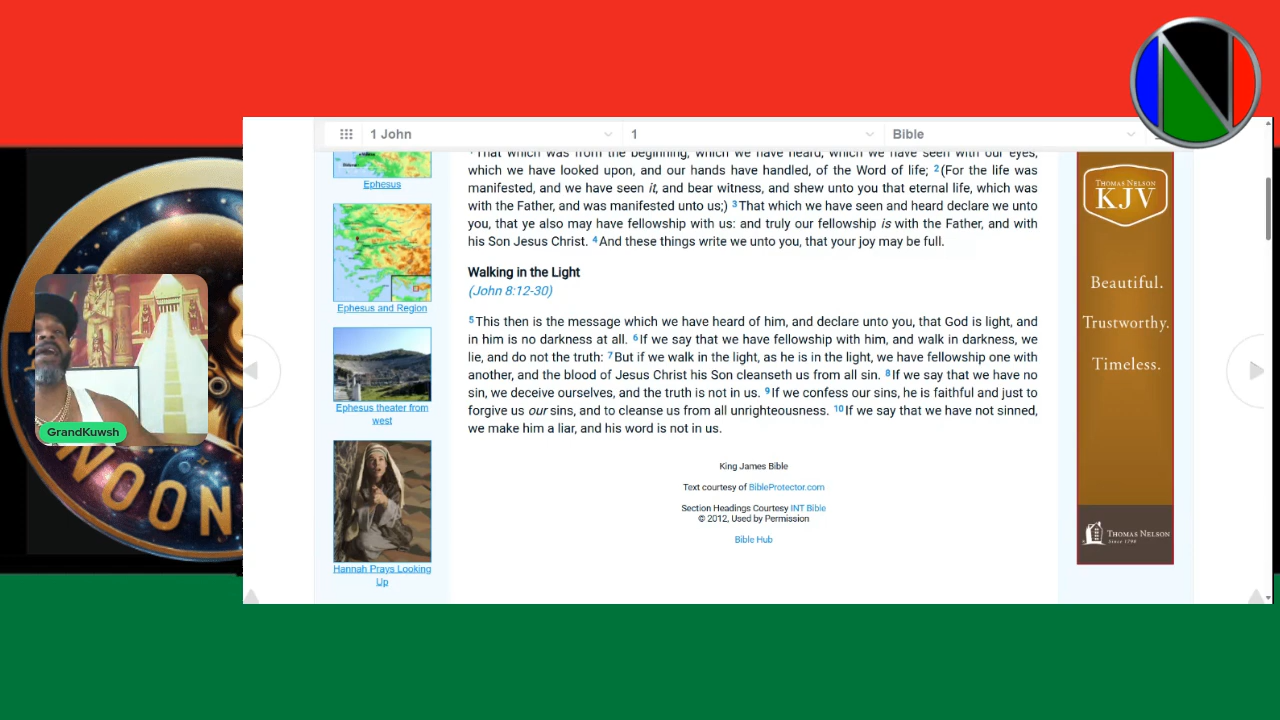 1 John
1
Bible
That which was from the beginning, which we have heard, which we have seen with our eyes,
which we have looked upon, and our hands have handled, of the Word of life; 2 (For the life was
manifested, and we have seen it, and bear witness, and shew unto you that eternal life, which was
with the Father, and was manifested unto us;) 3 That which we have seen and heard declare we unto
you, that ye also may have fellowship with us: and truly our fellowship is with the Father, and with
his Son Jesus Christ. 4 And these things write we unto you, that your joy may be full.
Walking in the Light
(John 8:12-30)
5 This then is the message which we have heard of him, and declare unto you, that God is light, and
in him is no darkness at all. 6 If we say that we have fellowship with him, and walk in darkness, we
lie, and do not the truth: 7 But if we walk in the light, as he is in the light, we have fellowship one with
another, and the blood of Jesus Christ his Son cleanseth us from all sin. 8 If we say that we have no
sin, we deceive ourselves, and the truth is not in us. 9 If we confess our sins, he is faithful and just to
forgive us our sins, and to cleanse us from all unrighteousness. 10 If we say that we have not sinned,
we make him a liar, and his word is not in us.
King James Bible
Text courtesy of BibleProtector.com
Section Headings Courtesy INT Bible
© 2012, Used by Permission
Bible Hub
Ephesus
Ephesus and Region
Ephesus theater from
west
Hannah Prays Looking
Up
THOMAS NELSON
KJV
Beautiful.
Trustworthy.
Timeless.
THOMAS NELSON
Since 1798
N
GrandKuwsh
NOON